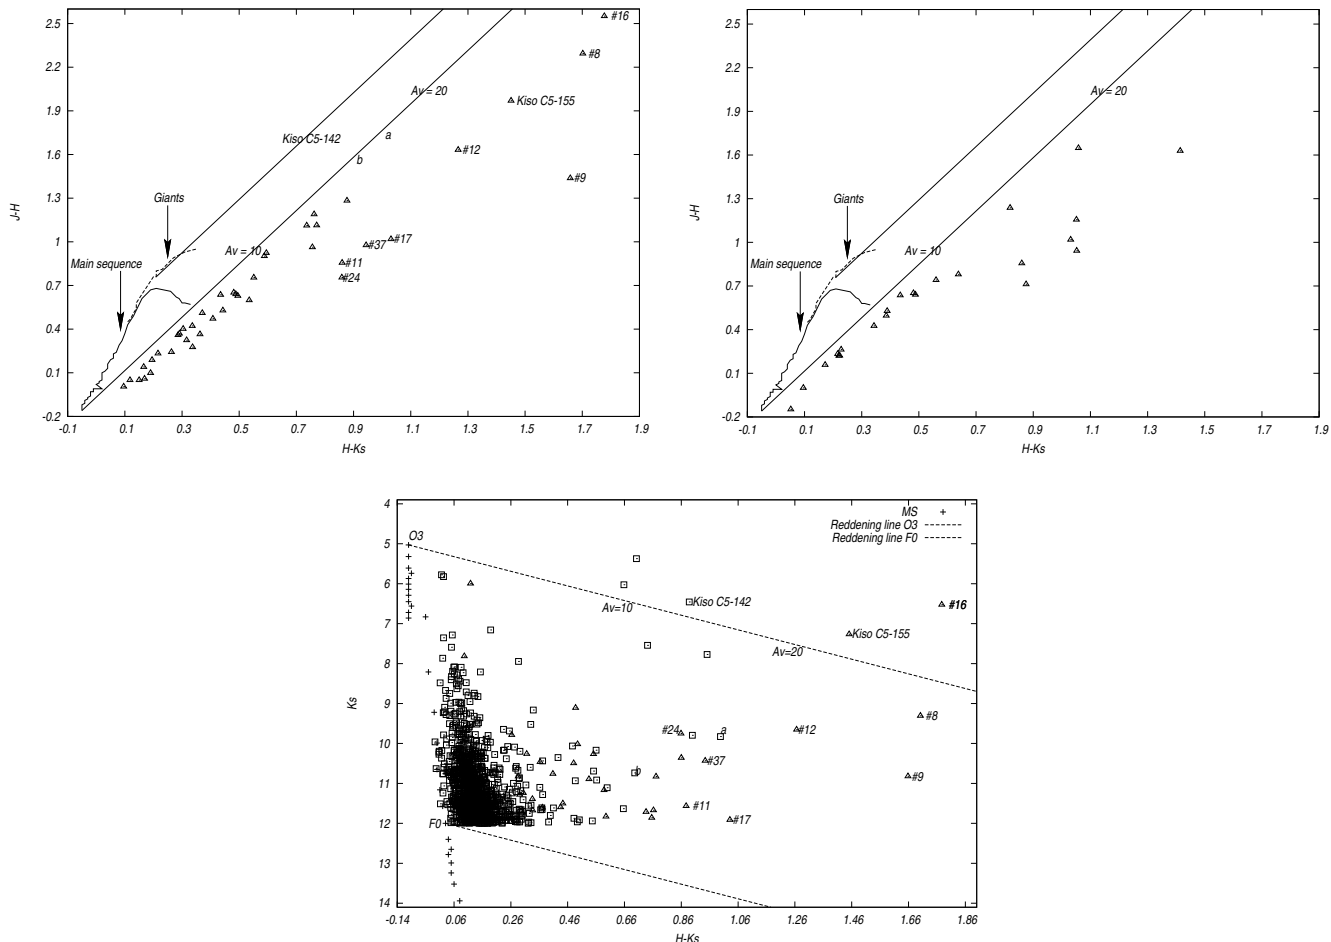 2.5
2.2
1.9
1.6
1.3
1
0.7
0.4
0.1
-0.2
J-H
#16
#8
Av = 20
Kiso C5-155
Kiso C5-142
a
b
#12
#9
Giants
#37
#17
Av = 10
Main sequence
#11
#24
-0.1 0.1 0.3 0.5 0.7 0.9 1.1 1.3 1.5 1.7 1.9
H-Ks
2.5
2.2
1.9
1.6
1.3
1
0.7
0.4
0.1
-0.2
J-H
Av = 20
Giants
Av = 10
Main sequence
-0.1 0.1 0.3 0.5 0.7 0.9 1.1 1.3 1.5 1.7 1.9
H-Ks
4
5
6
7
8
9
10
11
12
13
14
Ks
MS
Reddening line O3
Reddening line F0
O3
Av=10
Kiso C5-142
#16
Kiso C5-155
Av=20
#8
#24
a
#12
#37
b
#9
#11
#17
F0
-0.14 0.06 0.26 0.46 0.66 0.86 1.06 1.26 1.46 1.66 1.86
H-Ks